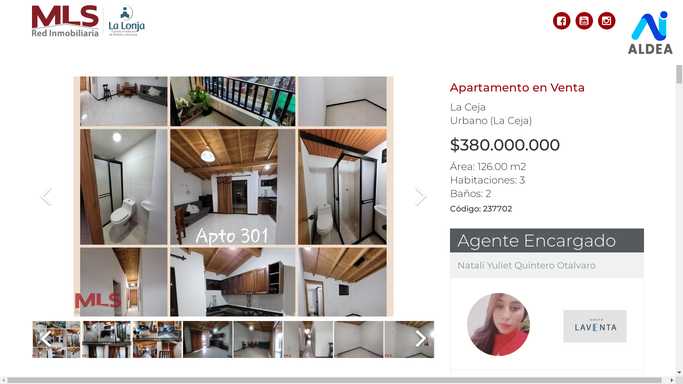 MLS
Red Inmobiliaria
La Lonja
ALDEA
Apto 301
MLS
Apartamento en Venta
La Ceja
Urbano (La Ceja)
$380.000.000
Área: 126.00 m2
Habitaciones: 3
Baños: 2
Código: 237702
Agente Encargado
Natali Yuliet Quintero Otalvaro
LAVENTA